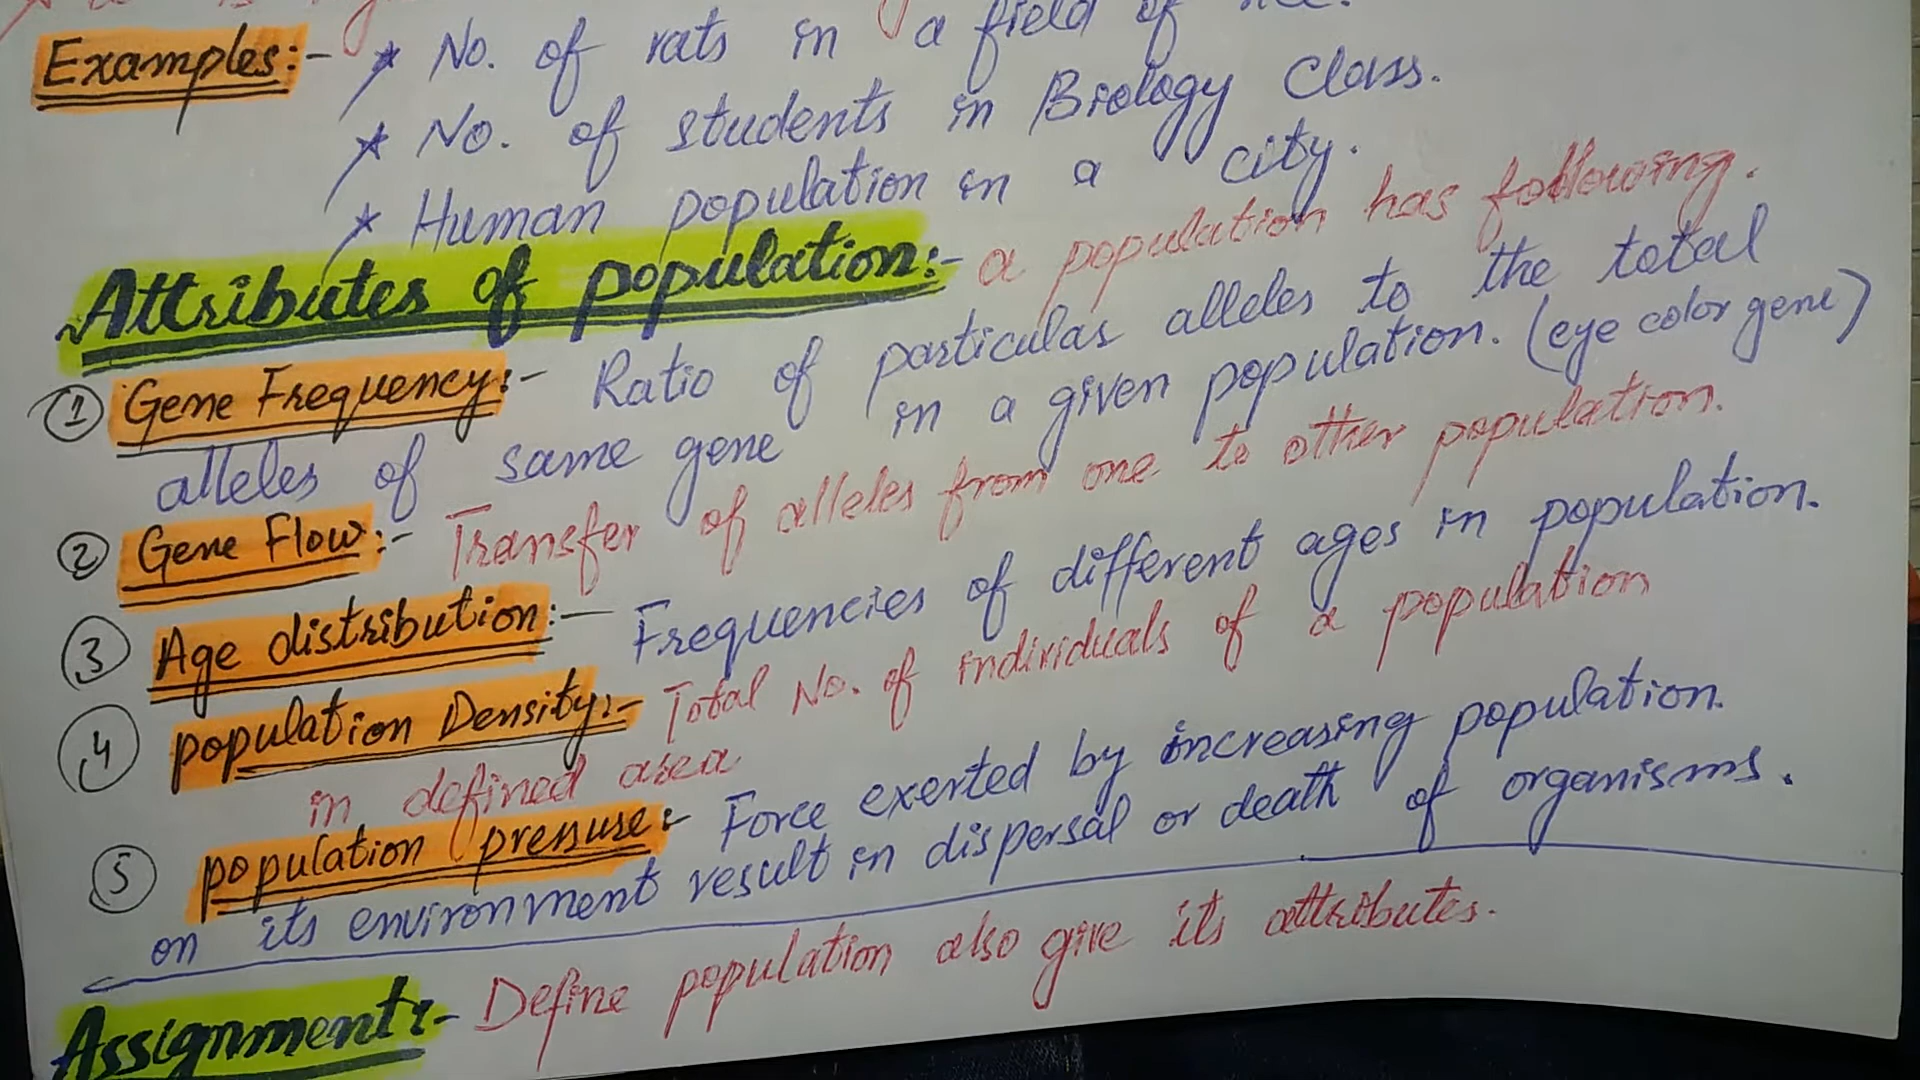 Examples:- * No. of rats in a field of
* No. of students in Biology Class.
* Human population in a city.
Attributes of population:- a population has following.
① Gene Frequency:- Ratio of particular alleles to the total
alleles of same gene in a given population. (eye color gene)
② Gene Flow:- Transfer of alleles from one to other population.
③ Age distribution:- Frequencies of different ages in population.
④ population Density:- Total No. of individuals of a population
in defined area
⑤ population pressure:- Force exerted by increasing population.
on its environment result in dispersal or death of organisms.
Assignment:- Define population also give its attributes.